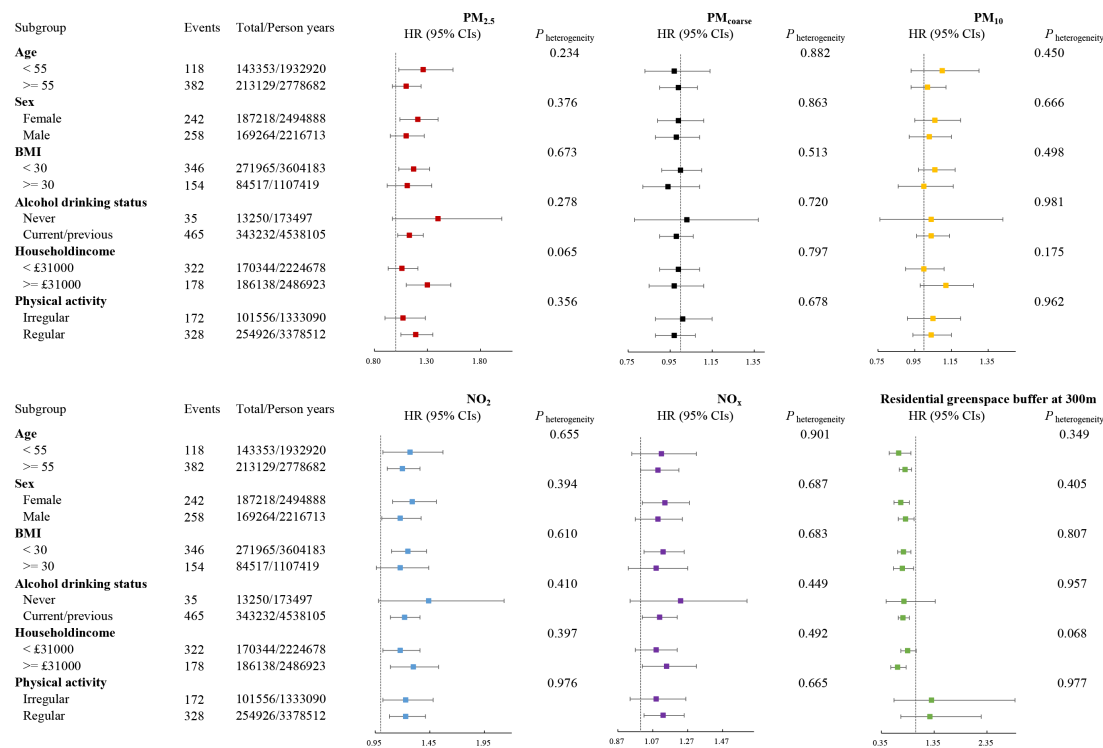 PM2.5 PMcoarse PM10
Subgroup Events Total/Person years HR (95% CIs) P heterogeneity HR (95% CIs) P heterogeneity HR (95% CIs) P heterogeneity
Age 0.234 0.882 0.450
< 55 118 143353/1932920
>= 55 382 213129/2778682
Sex 0.376 0.863 0.666
Female 242 187218/2494888
Male 258 169264/2216713
BMI 0.673 0.513 0.498
< 30 346 271965/3604183
>= 30 154 84517/1107419
Alcohol drinking status 0.278 0.720 0.981
Never 35 13250/173497
Current/previous 465 343232/4538105
Householdincome 0.065 0.797 0.175
< £31000 322 170344/2224678
>= £31000 178 186138/2486923
Physical activity 0.356 0.678 0.962
Irregular 172 101556/1333090
Regular 328 254926/3378512
0.80 1.30 1.80 0.75 0.95 1.15 1.35 0.75 0.95 1.15 1.35
NO2 NOx Residential greenspace buffer at 300m
Subgroup Events Total/Person years HR (95% CIs) P heterogeneity HR (95% CIs) P heterogeneity HR (95% CIs) P heterogeneity
Age 0.655 0.901 0.349
< 55 118 143353/1932920
>= 55 382 213129/2778682
Sex 0.394 0.687 0.405
Female 242 187218/2494888
Male 258 169264/2216713
BMI 0.610 0.683 0.807
< 30 346 271965/3604183
>= 30 154 84517/1107419
Alcohol drinking status 0.410 0.449 0.957
Never 35 13250/173497
Current/previous 465 343232/4538105
Householdincome 0.397 0.492 0.068
< £31000 322 170344/2224678
>= £31000 178 186138/2486923
Physical activity 0.976 0.665 0.977
Irregular 172 101556/1333090
Regular 328 254926/3378512
0.95 1.45 1.95 0.87 1.07 1.27 1.47 0.35 1.35 2.35